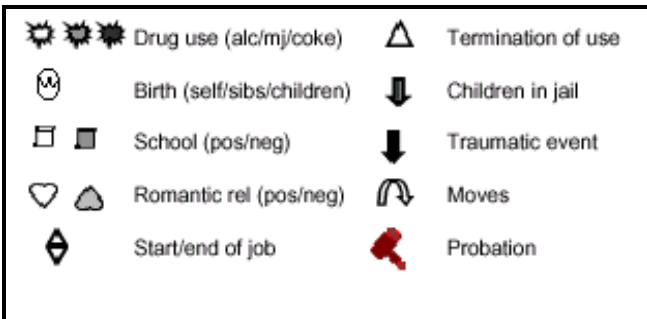 Drug use (alc/mj/coke)
Birth (self/sibs/children)
School (pos/neg)
Romantic rel (pos/neg)
Start/end of job
Termination of use
Children in jail
Traumatic event
Moves
Probation